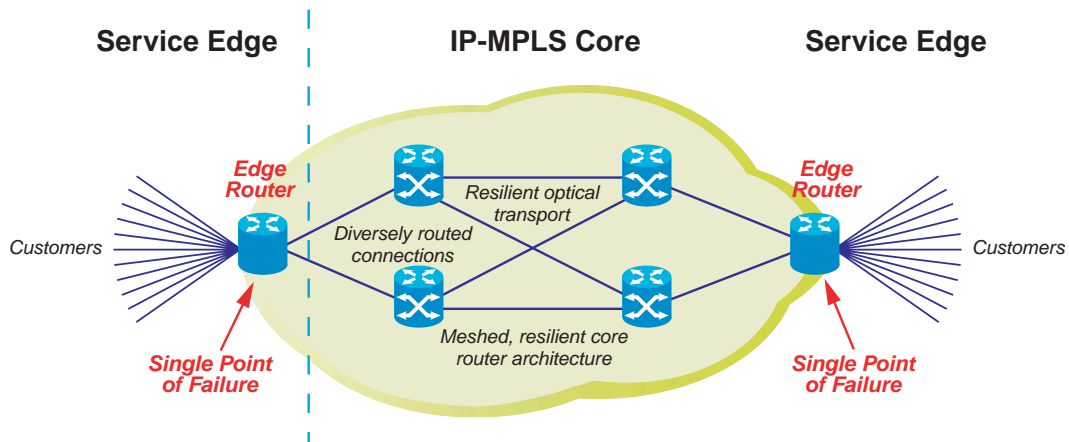 Service Edge
IP-MPLS Core
Service Edge
Edge
Router
Edge
Router
Resilient optical
transport
Customers
Diversely routed
connections
Customers
Meshed, resilient core
router architecture
Single Point
of Failure
Single Point
of Failure